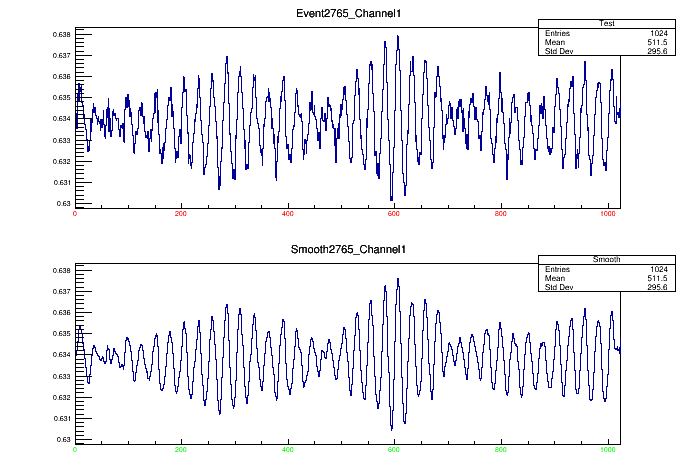 Event2765_Channel1
Test
Entries 1024
Mean 511.5
Std Dev 295.6
0.638
0.637
0.636
0.635
0.634
0.633
0.632
0.631
0.63
0 200 400 600 800 1000
Smooth2765_Channel1
Smooth
Entries 1024
Mean 511.5
Std Dev 295.6
0.638
0.637
0.636
0.635
0.634
0.633
0.632
0.631
0.63
0 200 400 600 800 1000